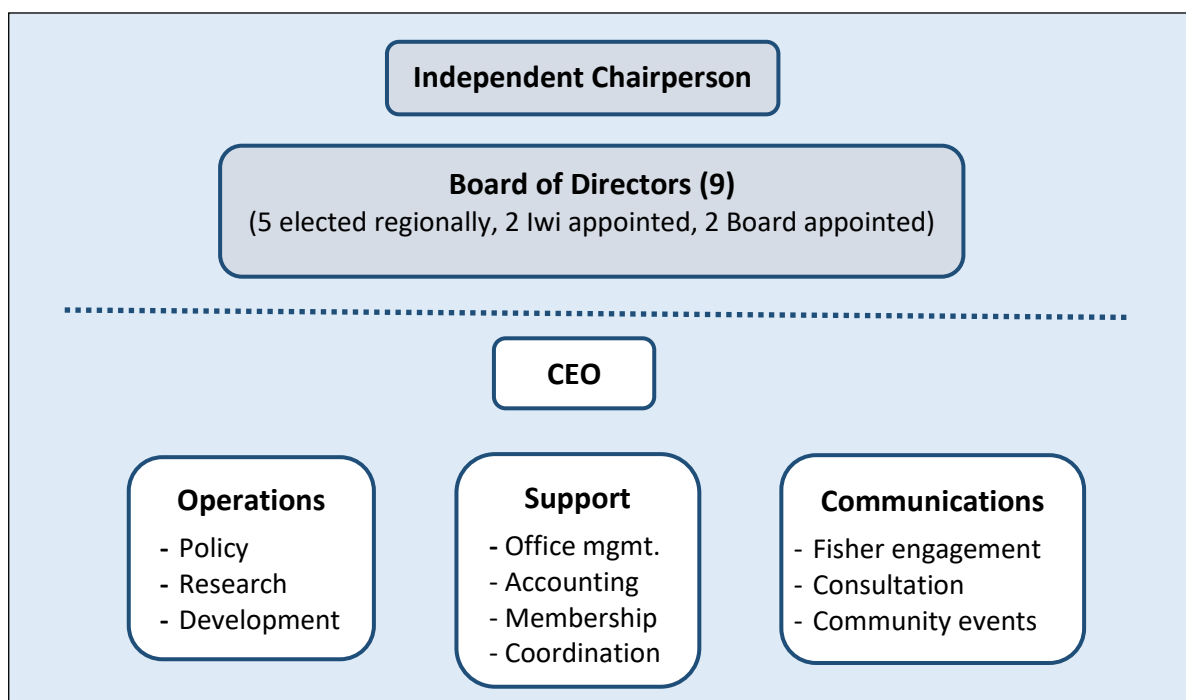 Independent Chairperson
Board of Directors (9)
(5 elected regionally, 2 Iwi appointed, 2 Board appointed)
CEO
Operations
- Policy
- Research
- Development
Support
- Office mgmt.
- Accounting
- Membership
- Coordination
Communications
- Fisher engagement
- Consultation
- Community events